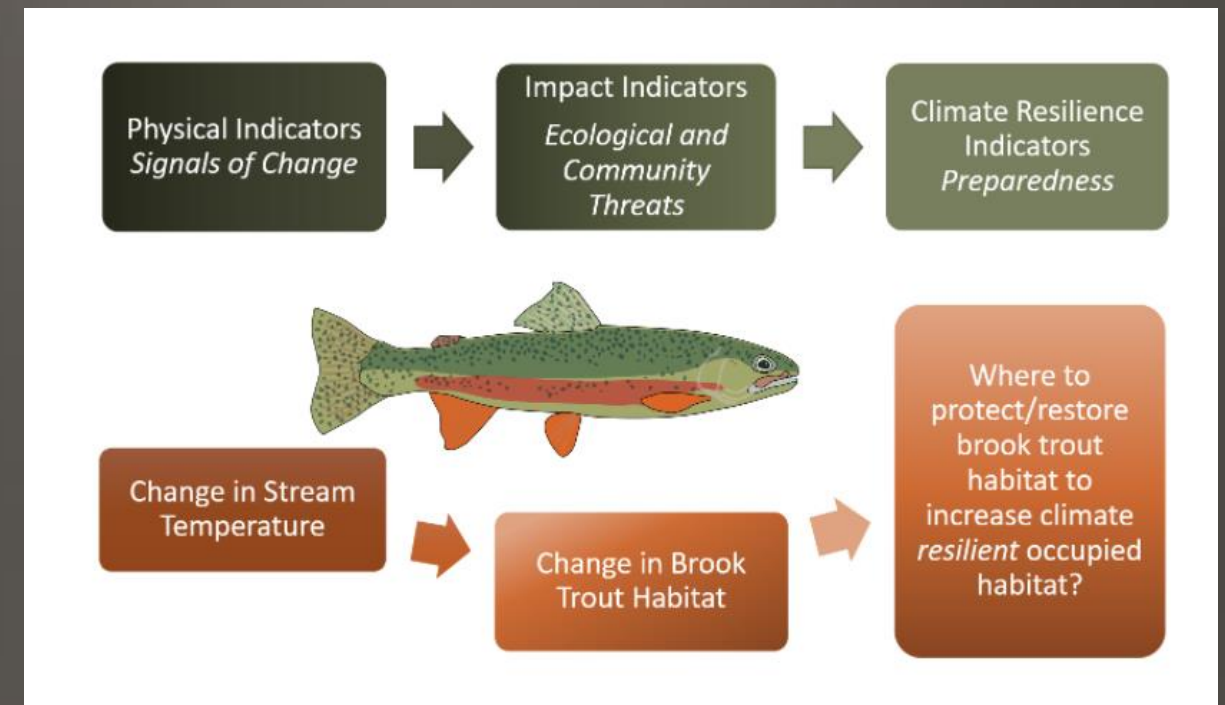 Physical Indicators
Signals of Change
Impact Indicators
Ecological and
Community
Threats
Climate Resilience
Indicators
Preparedness
Change in Stream
Temperature
Change in Brook
Trout Habitat
Where to
protect/restore
brook trout
habitat to
increase climate
resilient occupied
habitat?